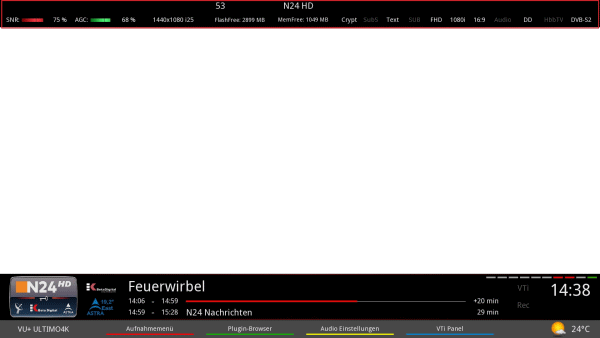 53 N24 HD
SNR: 75 % AGC: 68 % 1440x1080 i25 FlashFree: 2899 MB MemFree: 1049 MB Crypt SubS Text SUB FHD 1080i 16:9 Audio DD HbbTV DVB-S2
N24 HD
BetaDigital
19,2°
East
ASTRA
Feuerwirbel
14:06 - 14:59 +20 min
14:59 - 15:28 N24 Nachrichten 29 min
VTi
Rec
14:38
VU+ ULTIMO4K Aufnahmemenü Plugin-Browser Audio Einstellungen VTi Panel 24°C